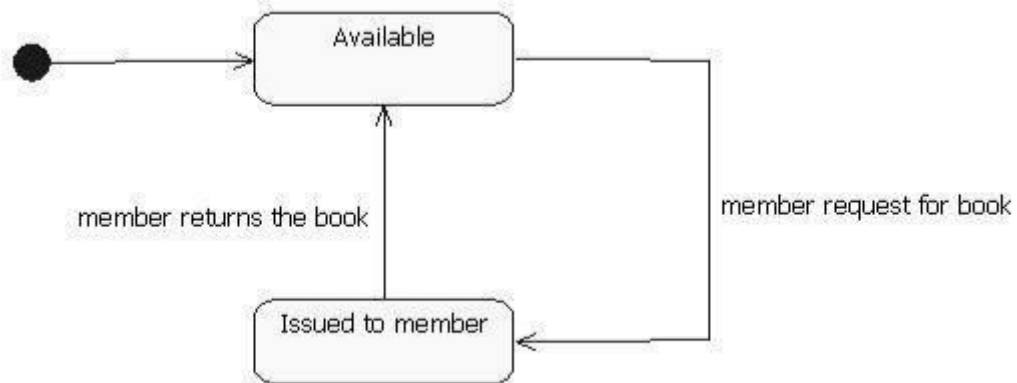 Available
member returns the book
member request for book
Issued to member